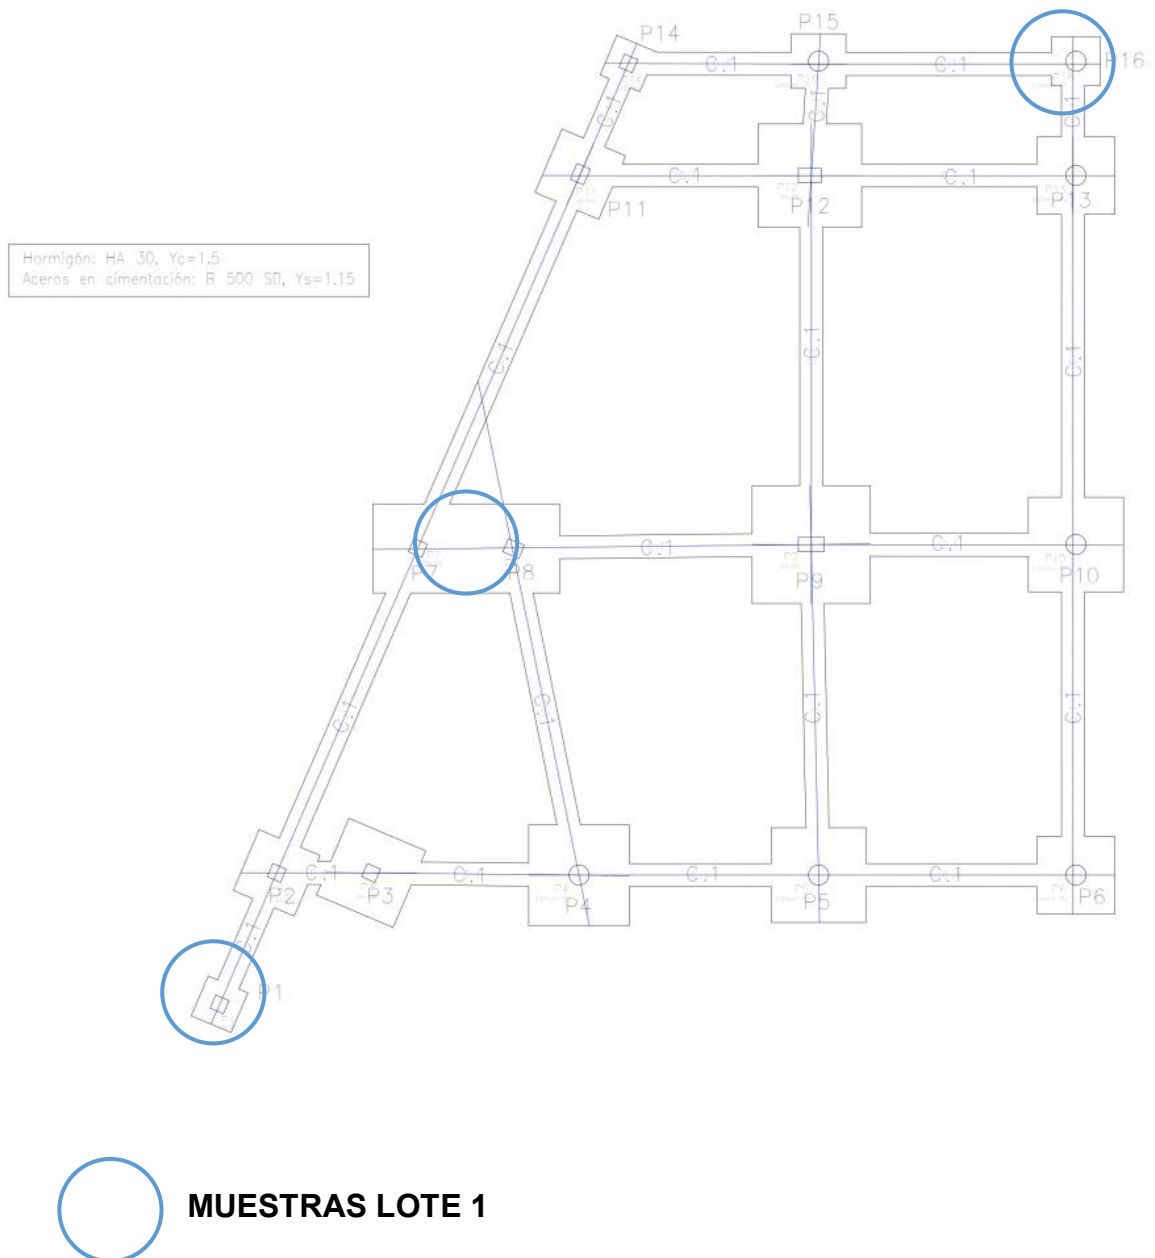 P15
P14
P16
C.1
C.1
C.1
C.1
C.1
C.1
C.1
P11
P12
P13
Hormigón: HA 30, Yc=1.5
Aceros en cimentación: B 500 SD, Ys=1.15
C.1
C.1
C.1
C.1
C.1
P7
P8
P9
P10
C.1
C.1
C.1
C.1
C.1
C.1
C.1
C.1
P2
P3
P4
P5
P6
C.1
P1
MUESTRAS LOTE 1